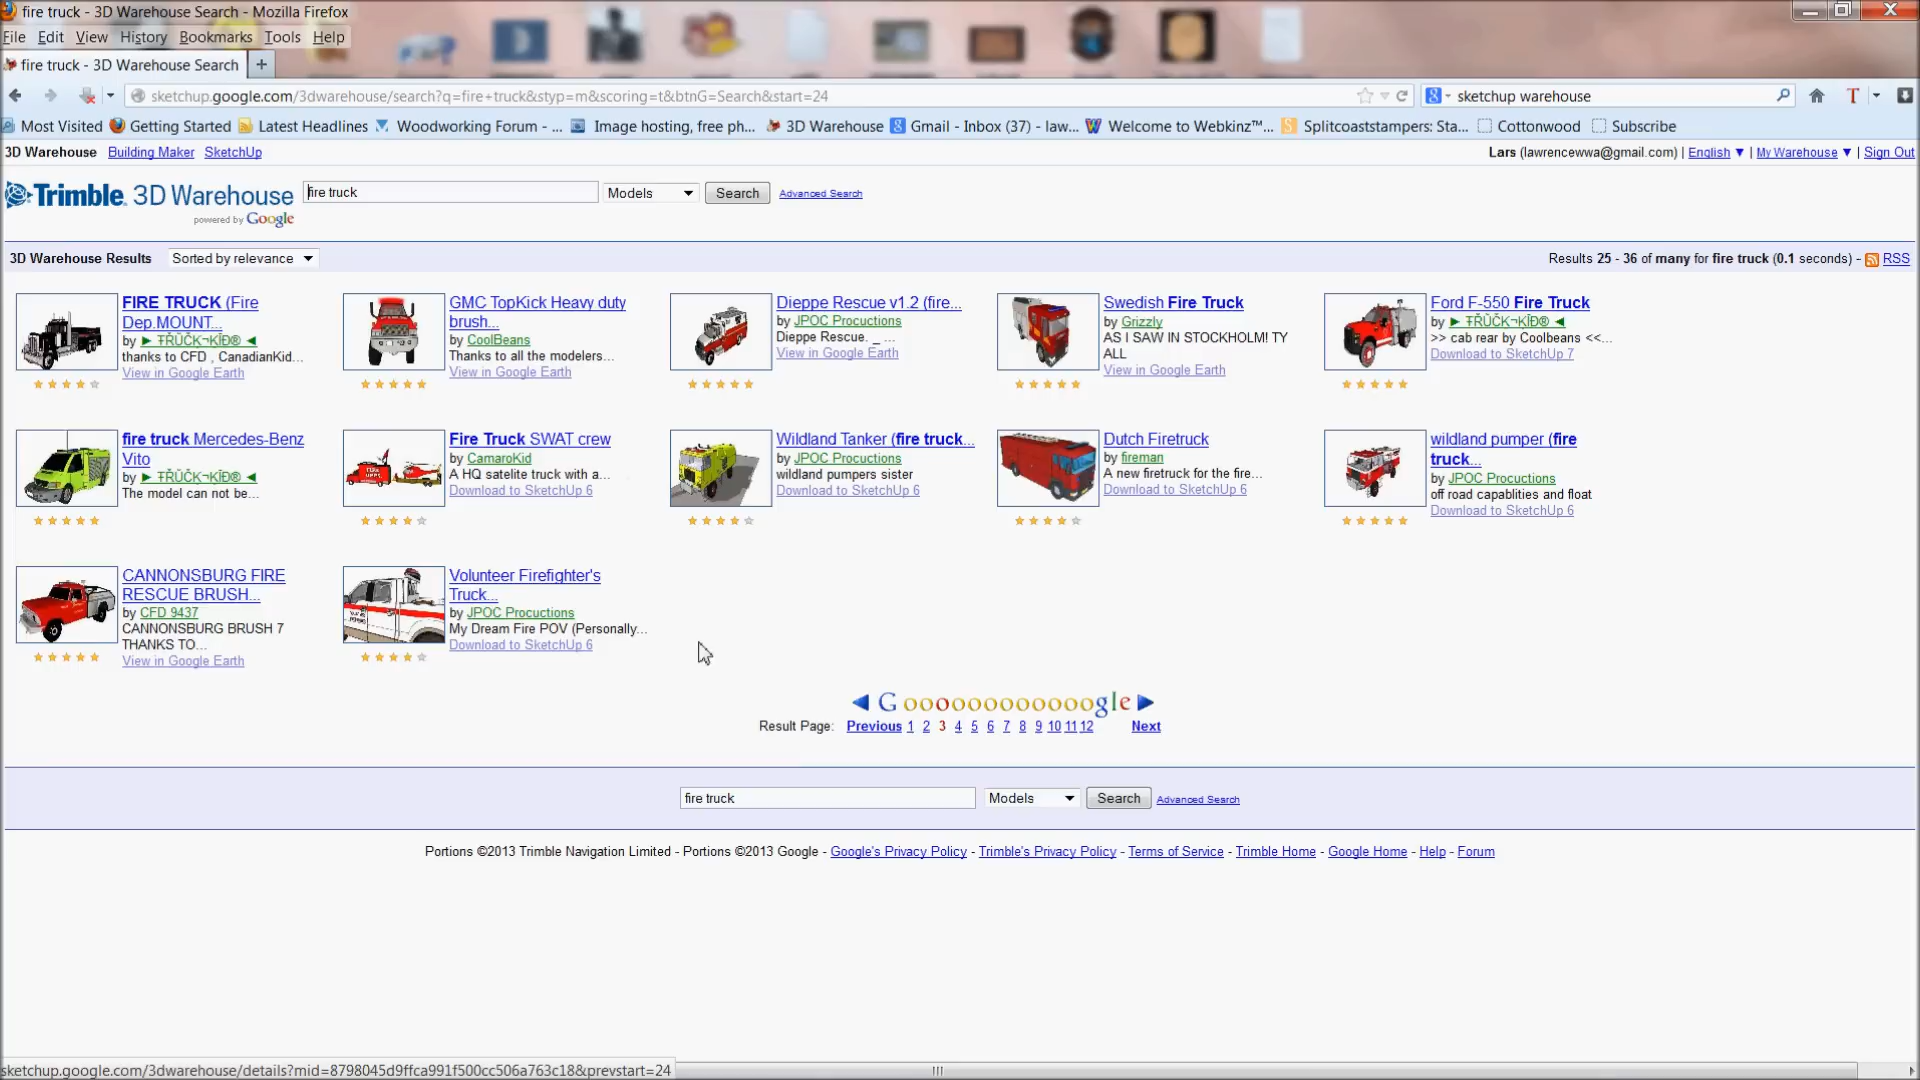 fire truck - 3D Warehouse Search - Mozilla Firefox
File Edit View History Bookmarks Tools Help
fire truck - 3D Warehouse Search
sketchup.google.com/3dwarehouse/search?q=fire+truck&styp=m&scoring=t&btnG=Search&start=24 sketchup warehouse
Most Visited Getting Started Latest Headlines Woodworking Forum - ... Image hosting, free ph... 3D Warehouse Gmail - Inbox (37) - law... Welcome to Webkinz™... Splitcoaststampers: Sta... Cottonwood Subscribe
3D Warehouse Building Maker SketchUp Lars (lawrencewwa@gmail.com) | English ▼ | My Warehouse ▼ | Sign Out
Trimble. 3D Warehouse fire truck Models Search Advanced Search
powered by Google
3D Warehouse Results Sorted by relevance Results 25 - 36 of many for fire truck (0.1 seconds) - RSS
FIRE TRUCK (Fire
Dep.MOUNT...
by ► ŦŘŬČҜ¬ҜĪÐ® ◄
thanks to CFD , CanadianKid...
View in Google Earth
GMC TopKick Heavy duty
brush...
by CoolBeans
Thanks to all the modelers...
View in Google Earth
Dieppe Rescue v1.2 (fire...
by JPOC Procuctions
Dieppe Rescue. _ ...
View in Google Earth
Swedish Fire Truck
by Grizzly
AS I SAW IN STOCKHOLM! TY
ALL
View in Google Earth
Ford F-550 Fire Truck
by ► ŦŘŬČҜ¬ҜĪÐ® ◄
>> cab rear by Coolbeans <<...
Download to SketchUp 7
fire truck Mercedes-Benz
Vito
by ► ŦŘŬČҜ¬ҜĪÐ® ◄
The model can not be...
Fire Truck SWAT crew
by CamaroKid
A HQ satelite truck with a...
Download to SketchUp 6
Wildland Tanker (fire truck...
by JPOC Procuctions
wildland pumpers sister
Download to SketchUp 6
Dutch Firetruck
by fireman
A new firetruck for the fire...
Download to SketchUp 6
wildland pumper (fire
truck...
by JPOC Procuctions
off road capablities and float
Download to SketchUp 6
CANNONSBURG FIRE
RESCUE BRUSH...
by CFD 9437
CANNONSBURG BRUSH 7
THANKS TO...
View in Google Earth
Volunteer Firefighter's
Truck...
by JPOC Procuctions
My Dream Fire POV (Personally...
Download to SketchUp 6
Goooooooooooogle
Result Page: Previous 1 2 3 4 5 6 7 8 9 10 11 12 Next
fire truck Models Search Advanced Search
Portions ©2013 Trimble Navigation Limited - Portions ©2013 Google - Google's Privacy Policy - Trimble's Privacy Policy - Terms of Service - Trimble Home - Google Home - Help - Forum
sketchup.google.com/3dwarehouse/details?mid=8798045d9ffca991f500cc506a763c18&prevstart=24